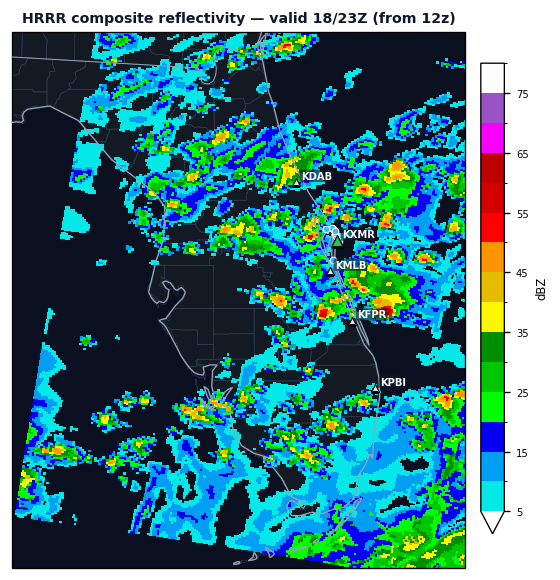 HRRR composite reflectivity — valid 18/23Z (from 12z)
KDAB
KXMR
KMLB
KFPR
KPBI
75
65
55
45
35
25
15
5
dBZ